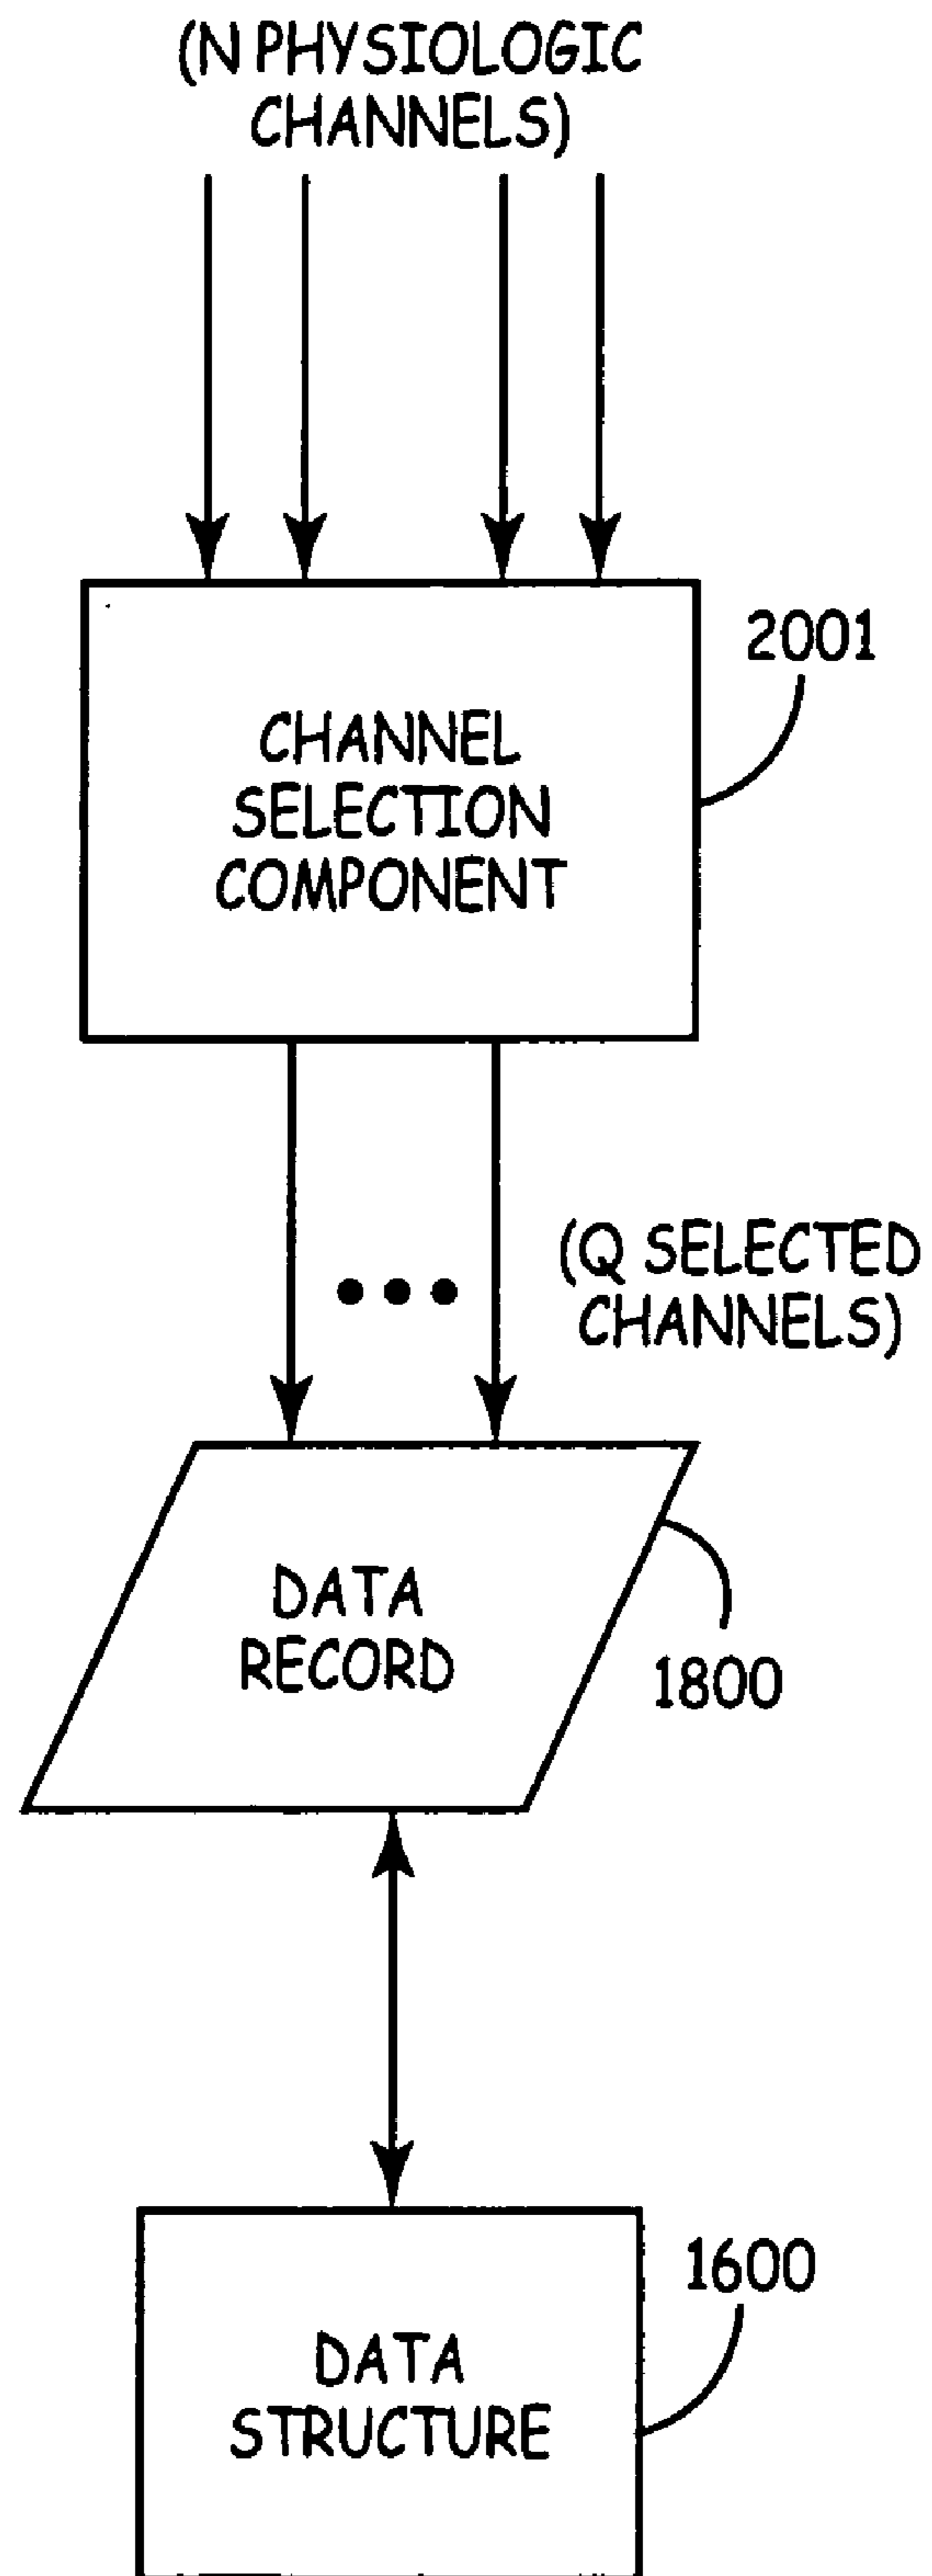 (N PHYSIOLOGIC
CHANNELS)
2001
CHANNEL
SELECTION
COMPONENT
(Q SELECTED
CHANNELS)
DATA
RECORD
1800
1600
DATA
STRUCTURE